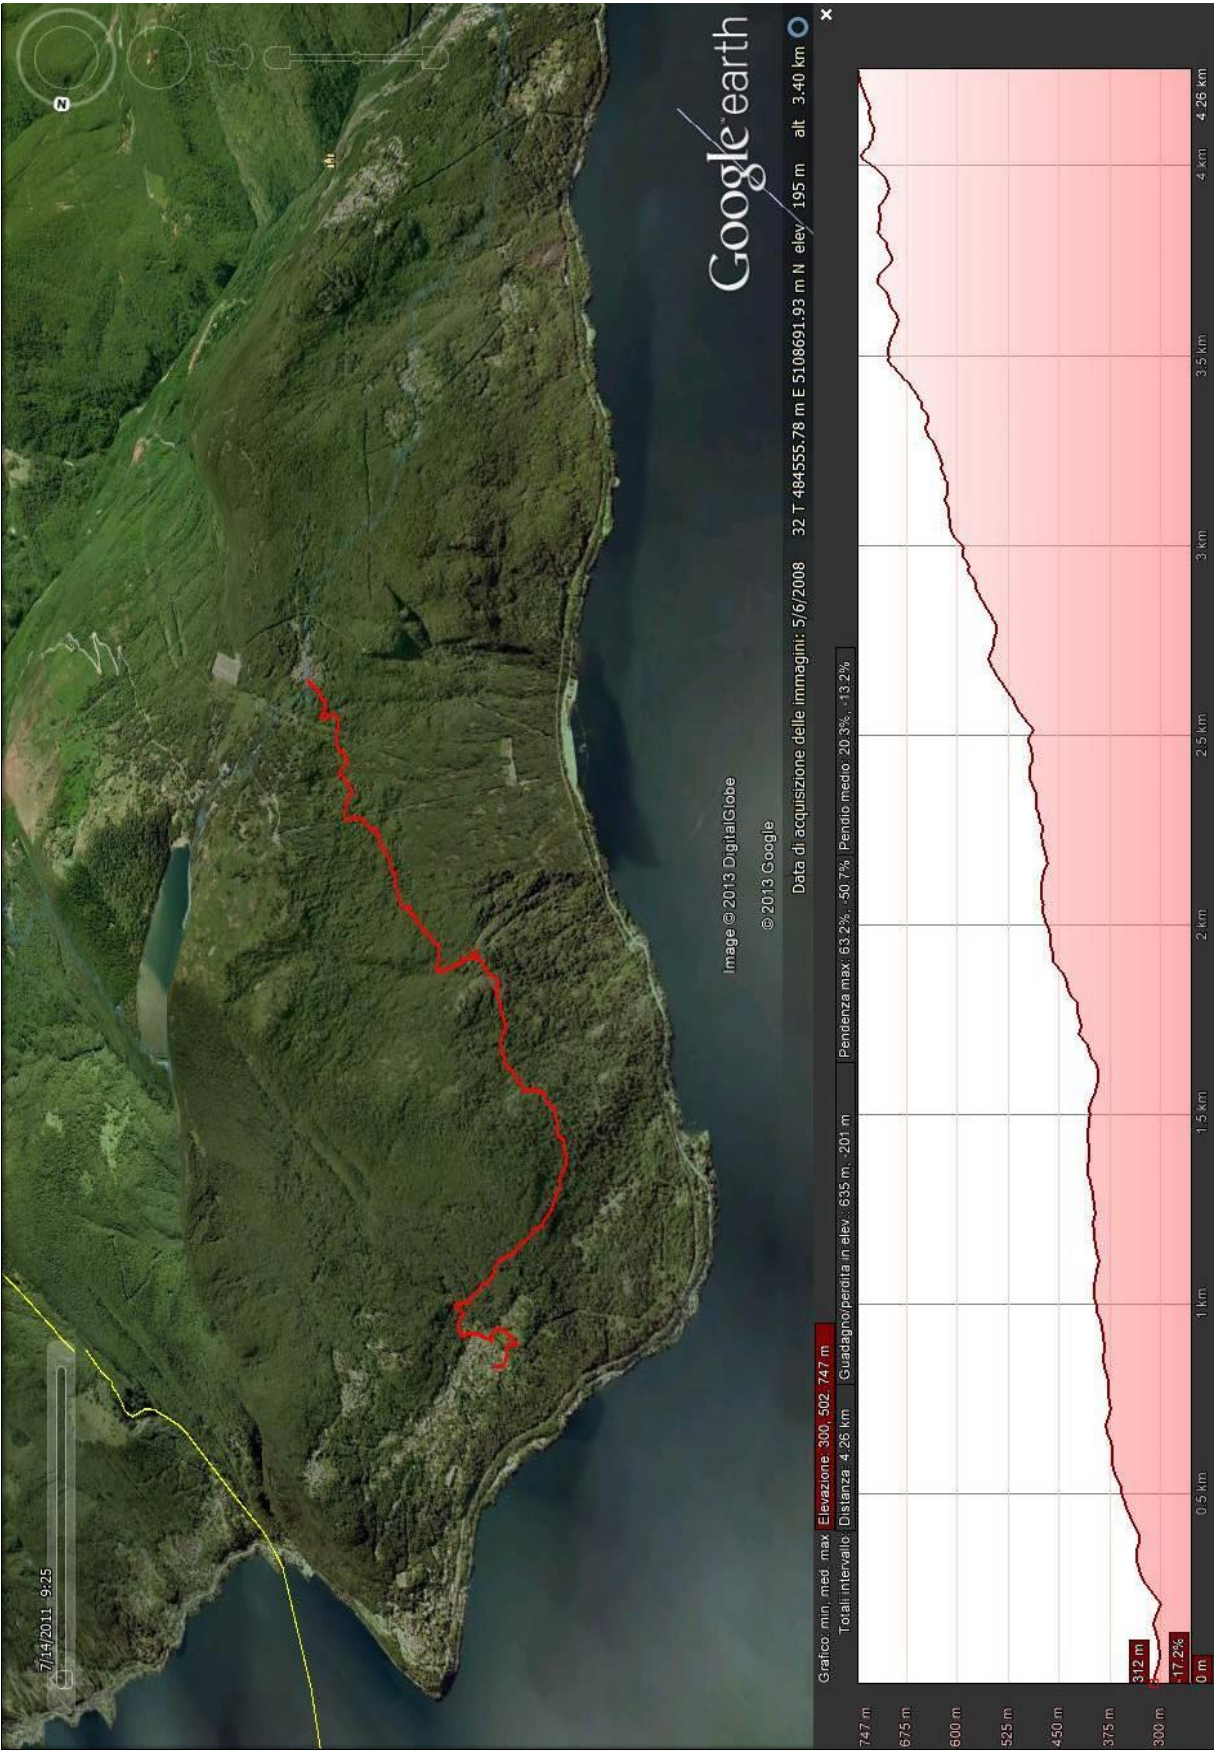 7/14/2011 9:25
N
Image © 2013 DigitalGlobe
© 2013 Google
Google earth
Data di acquisizione delle immagini: 5/6/2008 32 T 484555.78 m E 5108691.93 m N elev 195 m alt 3.40 km
Grafico: min, med, max Elevazione: 300, 502, 747 m
Totali intervallo: Distanza: 4.26 km Guadagno/perdita in elev.: 635 m, -201 m Pendenza max: 63.2%, -50.7% Pendio medio: 20.3%, -13.2%
747 m
675 m
600 m
525 m
450 m
375 m
300 m
312 m
-17.2%
0 m 0.5 km 1 km 1.5 km 2 km 2.5 km 3 km 3.5 km 4 km 4.26 km